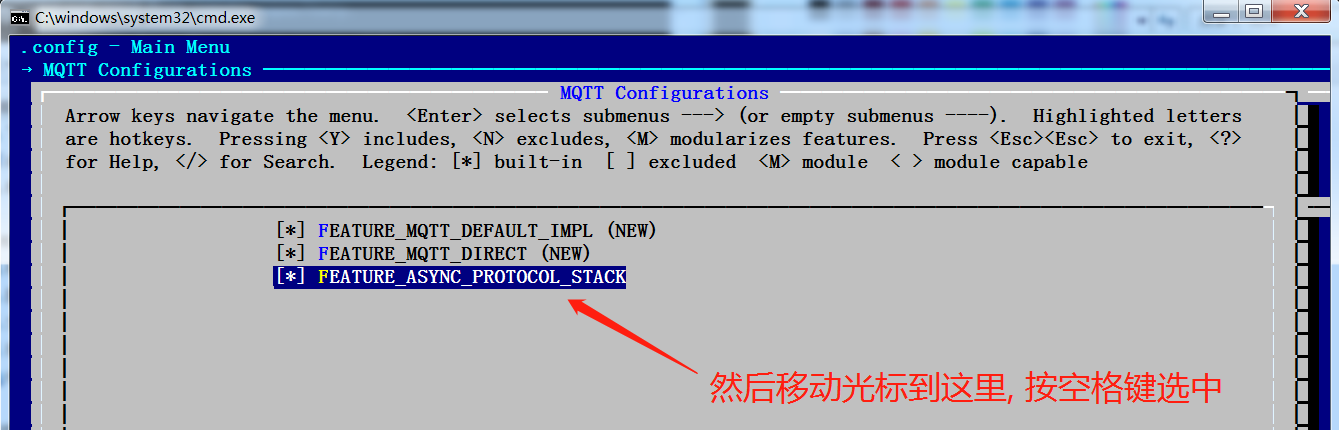 C:\windows\system32\cmd.exe
.config - Main Menu
→ MQTT Configurations
MQTT Configurations
Arrow keys navigate the menu.  <Enter> selects submenus ---> (or empty submenus ----).  Highlighted letters
are hotkeys.  Pressing <Y> includes, <N> excludes, <M> modularizes features.  Press <Esc><Esc> to exit, <?>
for Help, </> for Search.  Legend: [*] built-in  [ ] excluded  <M> module  < > module capable
[*] FEATURE_MQTT_DEFAULT_IMPL (NEW)
[*] FEATURE_MQTT_DIRECT (NEW)
[*] FEATURE_ASYNC_PROTOCOL_STACK
然后移动光标到这里, 按空格键选中